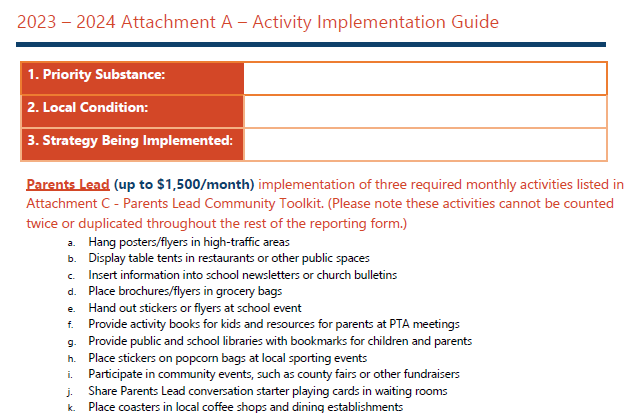 2023 – 2024 Attachment A – Activity Implementation Guide
1. Priority Substance:
2. Local Condition:
3. Strategy Being Implemented:
Parents Lead (up to $1,500/month) implementation of three required monthly activities listed in
Attachment C - Parents Lead Community Toolkit. (Please note these activities cannot be counted
twice or duplicated throughout the rest of the reporting form.)
a. Hang posters/flyers in high-traffic areas
b. Display table tents in restaurants or other public spaces
c. Insert information into school newsletters or church bulletins
d. Place brochures/flyers in grocery bags
e. Hand out stickers or flyers at school event
f. Provide activity books for kids and resources for parents at PTA meetings
g. Provide public and school libraries with bookmarks for children and parents
h. Place stickers on popcorn bags at local sporting events
i. Participate in community events, such as county fairs or other fundraisers
j. Share Parents Lead conversation starter playing cards in waiting rooms
k. Place coasters in local coffee shops and dining establishments